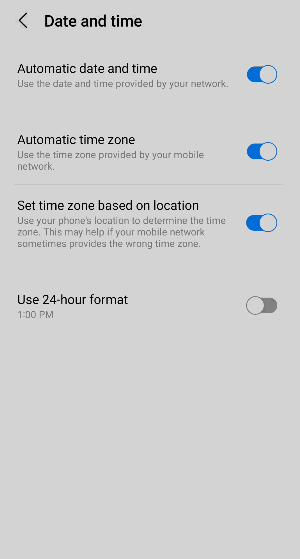 Date and time
Automatic date and time
Use the date and time provided by your network.
Automatic time zone
Use the time zone provided by your mobile
network.
Set time zone based on location
Use your phone's location to determine the time
zone. This may help if your mobile network
sometimes provides the wrong time zone.
Use 24-hour format
1:00 PM